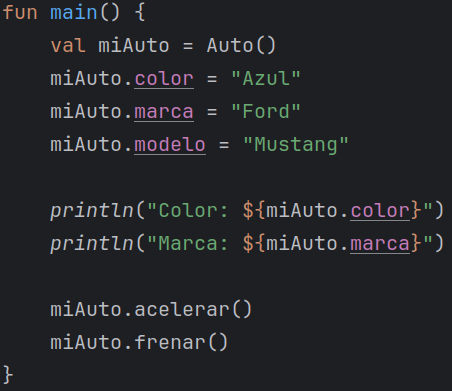 fun main() {
    val miAuto = Auto()
    miAuto.color = "Azul"
    miAuto.marca = "Ford"
    miAuto.modelo = "Mustang"

    println("Color: ${miAuto.color}")
    println("Marca: ${miAuto.marca}")

    miAuto.acelerar()
    miAuto.frenar()
}